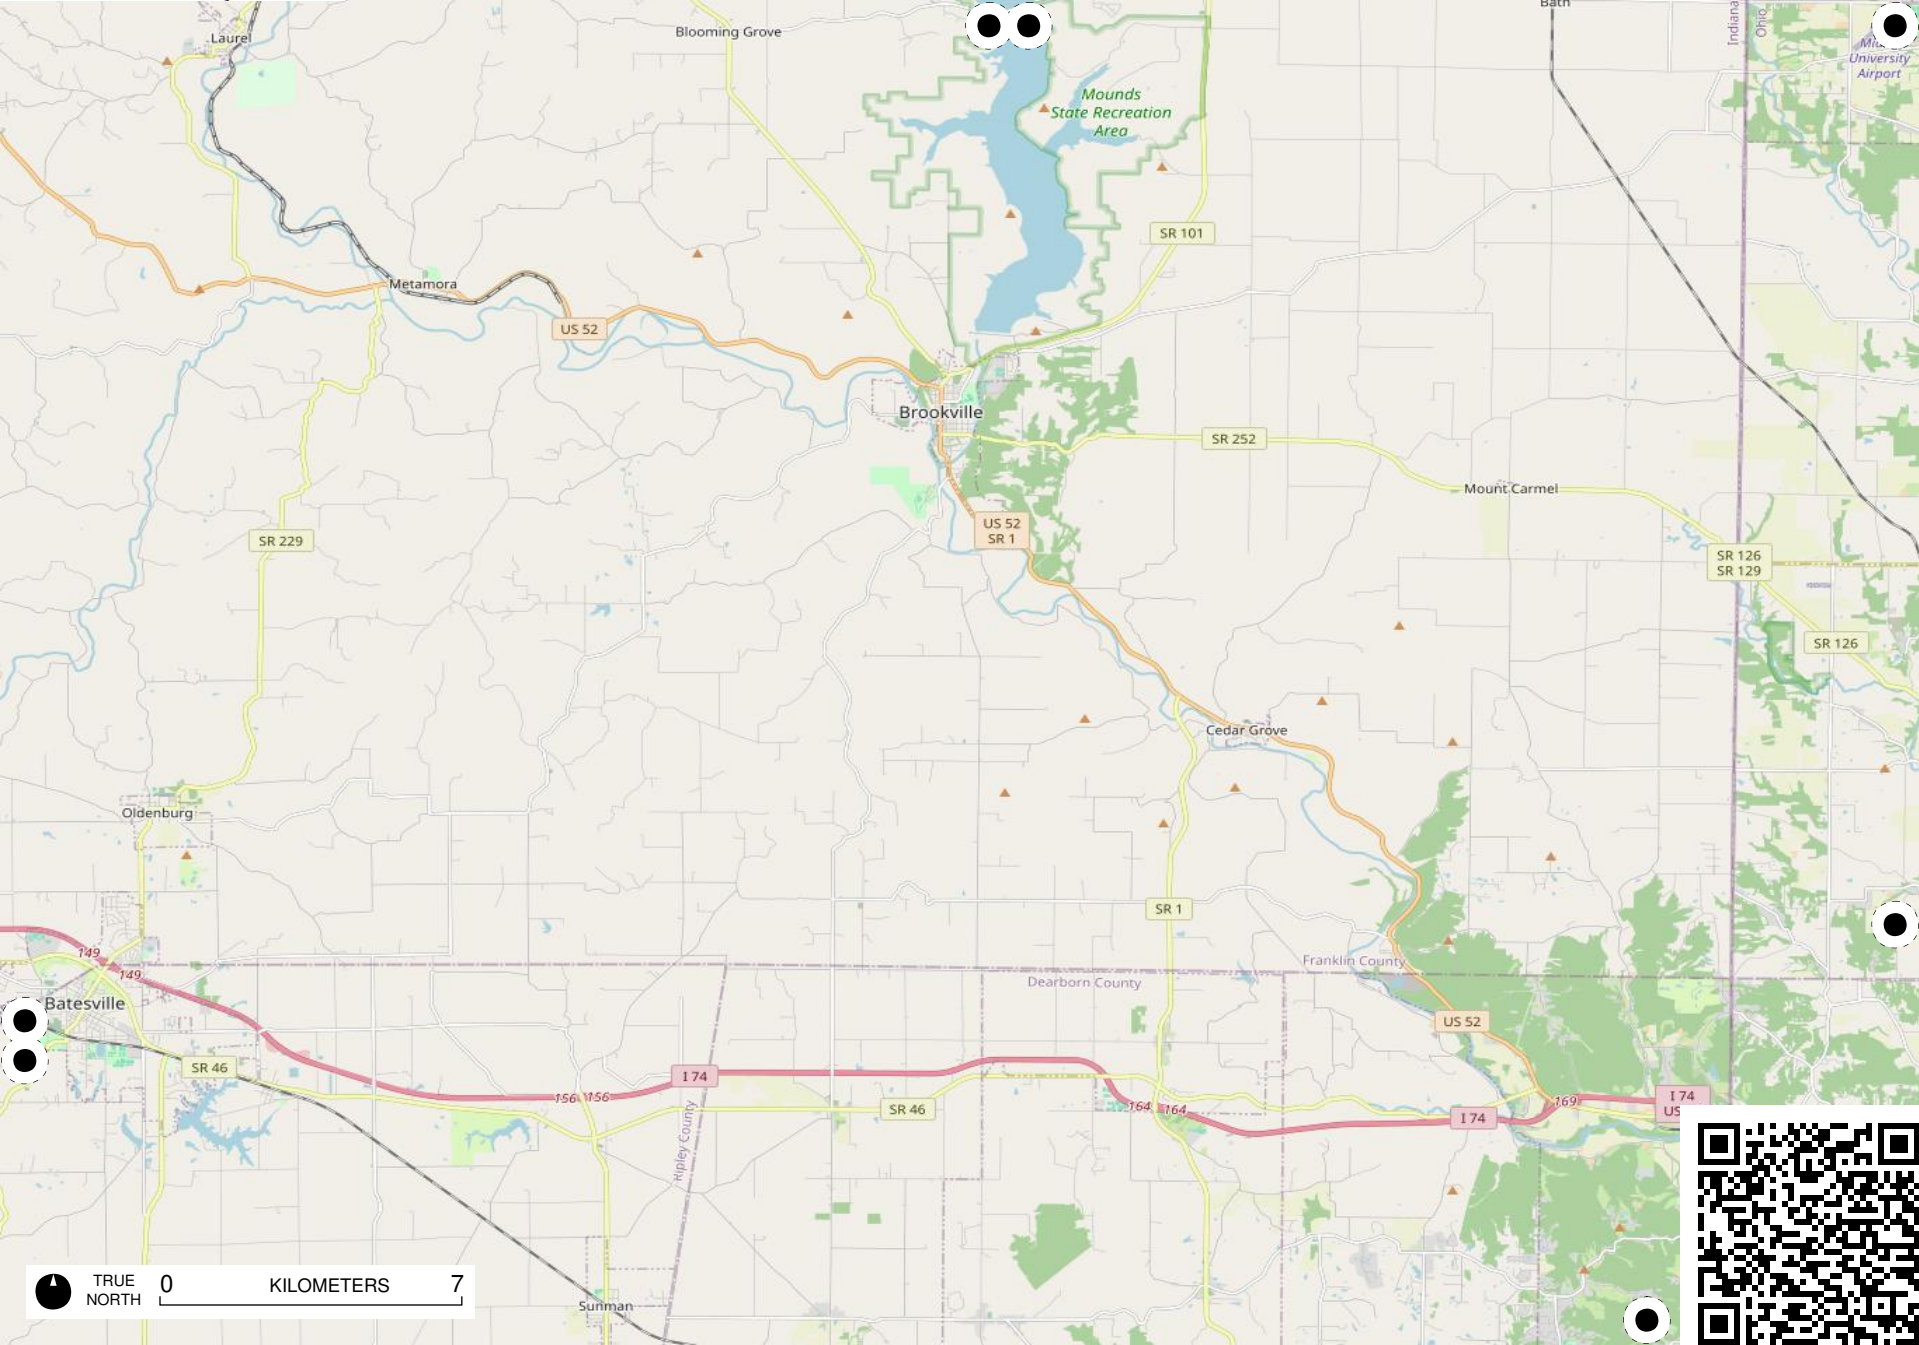 Bath
Laurel
Blooming Grove
Indiana
Ohio
University
Airport
Mounds
State Recreation
Area
SR 101
Metamora
US 52
Brookville
SR 252
Mount Carmel
US 52
SR 1
SR 229
SR 126
SR 129
SR 126
Cedar Grove
Oldenburg
SR 1
149
149
Franklin County
Dearborn County
Batesville
US 52
SR 46
I 74
156
156
Ripley County
SR 46
164
164
I 74
169
I 74
US
TRUE
NORTH
0
KILOMETERS
7
Sunman